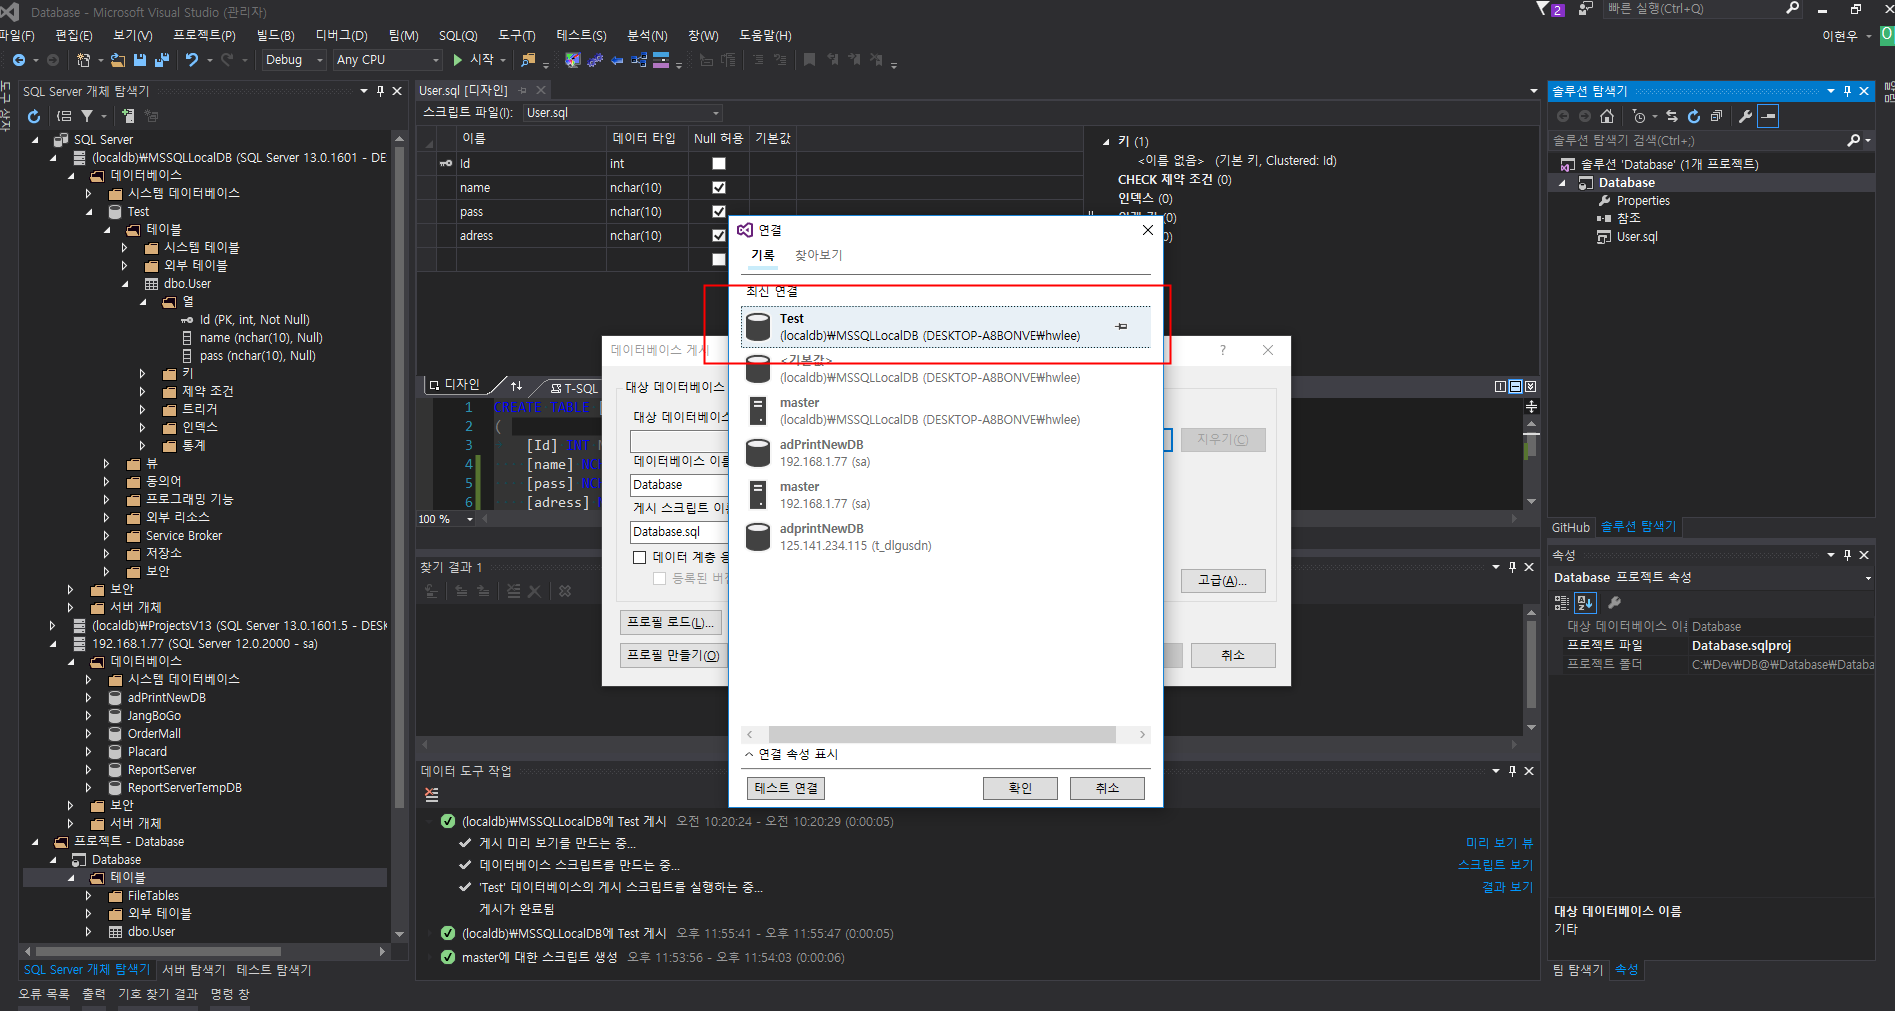 Database - Microsoft Visual Studio (관리자)
2
빠른 실행(Ctrl+Q)
파일(F) 편집(E) 보기(V) 프로젝트(P) 빌드(B) 디버그(D) 팀(M) SQL(Q) 도구(T) 테스트(S) 분석(N) 창(W) 도움말(H)
이현우
Debug Any CPU 시작
SQL Server 개체 탐색기
SQL Server
(localdb)₩MSSQLLocalDB (SQL Server 13.0.1601 - DE
데이터베이스
시스템 데이터베이스
Test
테이블
시스템 테이블
외부 테이블
dbo.User
열
Id (PK, int, Not Null)
name (nchar(10), Null)
pass (nchar(10), Null)
키
제약 조건
트리거
인덱스
통계
뷰
동의어
프로그래밍 기능
외부 리소스
Service Broker
저장소
보안
보안
서버 개체
(localdb)₩ProjectsV13 (SQL Server 13.0.1601.5 - DESK
192.168.1.77 (SQL Server 12.0.2000 - sa)
데이터베이스
시스템 데이터베이스
adPrintNewDB
JangBoGo
OrderMall
Placard
ReportServer
ReportServerTempDB
보안
서버 개체
프로젝트 - Database
Database
테이블
FileTables
외부 테이블
dbo.User
SQL Server 개체 탐색기 서버 탐색기 테스트 탐색기
오류 목록 출력 기호 찾기 결과 명령 창
User.sql [디자인]
스크립트 파일(I): User.sql
이름 데이터 타입 Null 허용 기본값
Id int
name nchar(10)
pass nchar(10)
adress nchar(10)
키 (1)
<이름 없음> (기본 키, Clustered: Id)
CHECK 제약 조건 (0)
인덱스 (0)
(0)
0)
디자인 T-SQL
1 CREATE TABLE
2 (
3 [Id] INT
4 [name] NCH
5 [pass] NCH
6 [adress]
100 %
찾기 결과 1
데이터베이스 게시
?
대상 데이터베이스
대상 데이터베이스
지우기(C)
데이터베이스 이름
Database
게시 스크립트 이
Database.sql
데이터 계층 응
등록된 버전
고급(A)...
프로필 로드(L)...
프로필 만들기(O)
취소
연결
기록 찾아보기
최신 연결
Test
(localdb)₩MSSQLLocalDB (DESKTOP-A8BONVE₩hwlee)
<기본값>
(localdb)₩MSSQLLocalDB (DESKTOP-A8BONVE₩hwlee)
master
(localdb)₩MSSQLLocalDB (DESKTOP-A8BONVE₩hwlee)
adPrintNewDB
192.168.1.77 (sa)
master
192.168.1.77 (sa)
adprintNewDB
125.141.234.115 (t_dlgusdn)
연결 속성 표시
테스트 연결 확인 취소
데이터 도구 작업
(localdb)₩MSSQLLocalDB에 Test 게시 오전 10:20:24 - 오전 10:20:29 (0:00:05)
게시 미리 보기를 만드는 중... 미리 보기 뷰
데이터베이스 스크립트를 만드는 중... 스크립트 보기
'Test' 데이터베이스의 게시 스크립트를 실행하는 중... 결과 보기
게시가 완료됨
(localdb)₩MSSQLLocalDB에 Test 게시 오후 11:55:41 - 오후 11:55:47 (0:00:05)
master에 대한 스크립트 생성 오후 11:53:56 - 오후 11:54:03 (0:00:06)
솔루션 탐색기
솔루션 탐색기 검색(Ctrl+;)
솔루션 'Database' (1개 프로젝트)
Database
Properties
참조
User.sql
GitHub 솔루션 탐색기
속성
Database 프로젝트 속성
대상 데이터베이스 이름 Database
프로젝트 파일 Database.sqlproj
프로젝트 폴더 C:₩Dev₩DB@₩Database₩Databa
대상 데이터베이스 이름
기타
팀 탐색기 속성